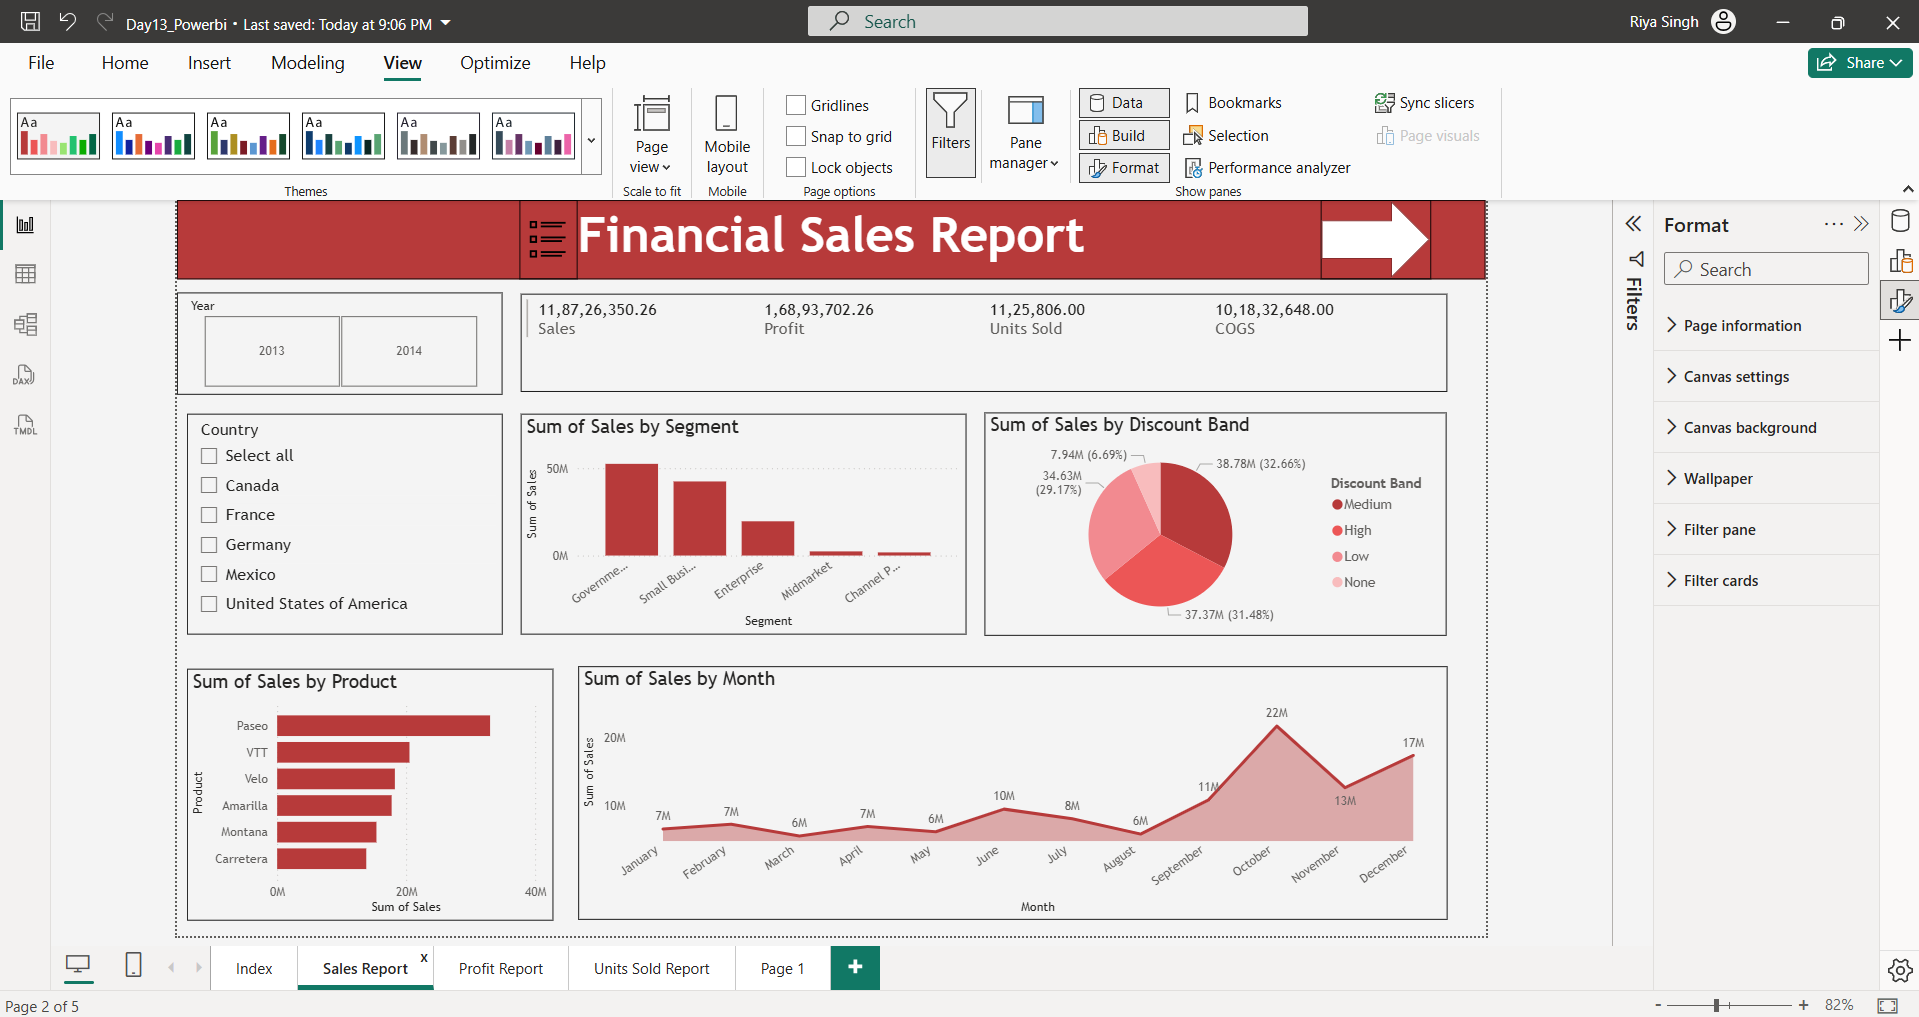 Day13_Powerbi • Last saved: Today at 9:06 PM
Search
Riya Singh
File Home Insert Modeling View Optimize Help
Share
Aa Aa Aa Aa Aa Aa
Themes
Page view
Scale to fit
Mobile layout
Mobile
Gridlines
Snap to grid
Lock objects
Page options
Filters
Pane manager
Data
Build
Format
Bookmarks
Selection
Performance analyzer
Sync slicers
Page visuals
Show panes
DAX
TMDL
Financial Sales Report
Year
2013 2014
11,87,26,350.26 1,68,93,702.26 11,25,806.00 10,18,32,648.00
Sales Profit Units Sold COGS
Country
Select all
Canada
France
Germany
Mexico
United States of America
Sum of Sales by Segment
Sum of Sales
50M
0M
Governme... Small Busi... Enterprise Midmarket Channel P...
Segment
Sum of Sales by Discount Band
7.94M (6.69%)
38.78M (32.66%)
34.63M
(29.17%)
37.37M (31.48%)
Discount Band
Medium
High
Low
None
Sum of Sales by Product
Product
Paseo
VTT
Velo
Amarilla
Montana
Carretera
0M 20M 40M
Sum of Sales
Sum of Sales by Month
Sum of Sales
20M
10M
7M 7M 6M 7M 6M 10M 8M 6M 11M 22M 13M 17M
January February March April May June July August September October November December
Month
Filters
Format
Search
Page information
Canvas settings
Canvas background
Wallpaper
Filter pane
Filter cards
Index Sales Report x Profit Report Units Sold Report Page 1 +
Page 2 of 5
- + 82%